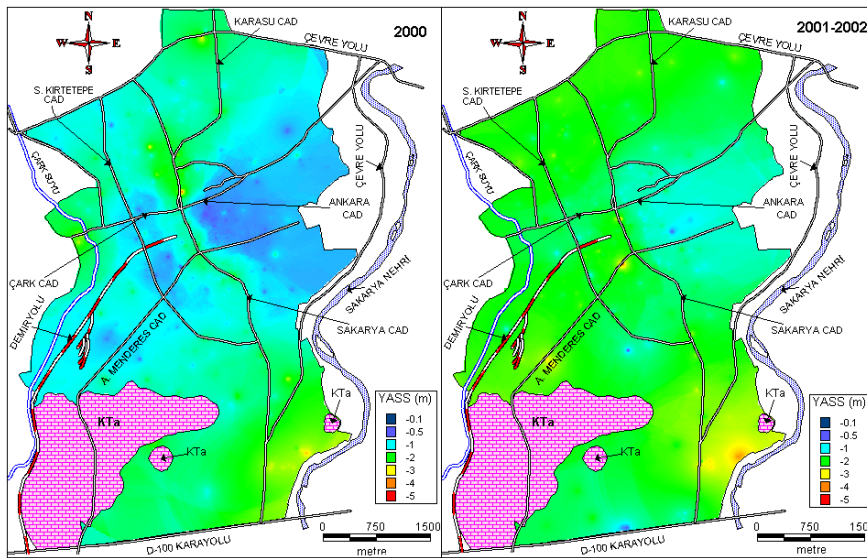 N
W E
S
2000
KARASU CAD
ÇEVRE YOLU
S. KIRTETEPE
CAD
ÇARK SUYU
ÇEVRE YOLU
ANKARA
CAD
ÇARK CAD
SAKARYA NEHRİ
DEMİRYOLU
A. MENDERES CAD
SAKARYA CAD
KTa
KTa
KTa
YASS (m)
-0.1
-0.5
-1
-2
-3
-4
-5
0 750 1500
metre
D-100 KARAYOLU
N
W E
S
2001-2002
KARASU CAD
ÇEVRE YOLU
S. KIRTETEPE
CAD
ÇARK SUYU
ÇEVRE YOLU
ANKARA
CAD
ÇARK CAD
SAKARYA NEHRİ
DEMİRYOLU
A. MENDERES CAD
SAKARYA CAD
KTa
KTa
KTa
YASS (m)
-0.1
-0.5
-1
-2
-3
-4
-5
0 750 1500
metre
D-100 KARAYOLU